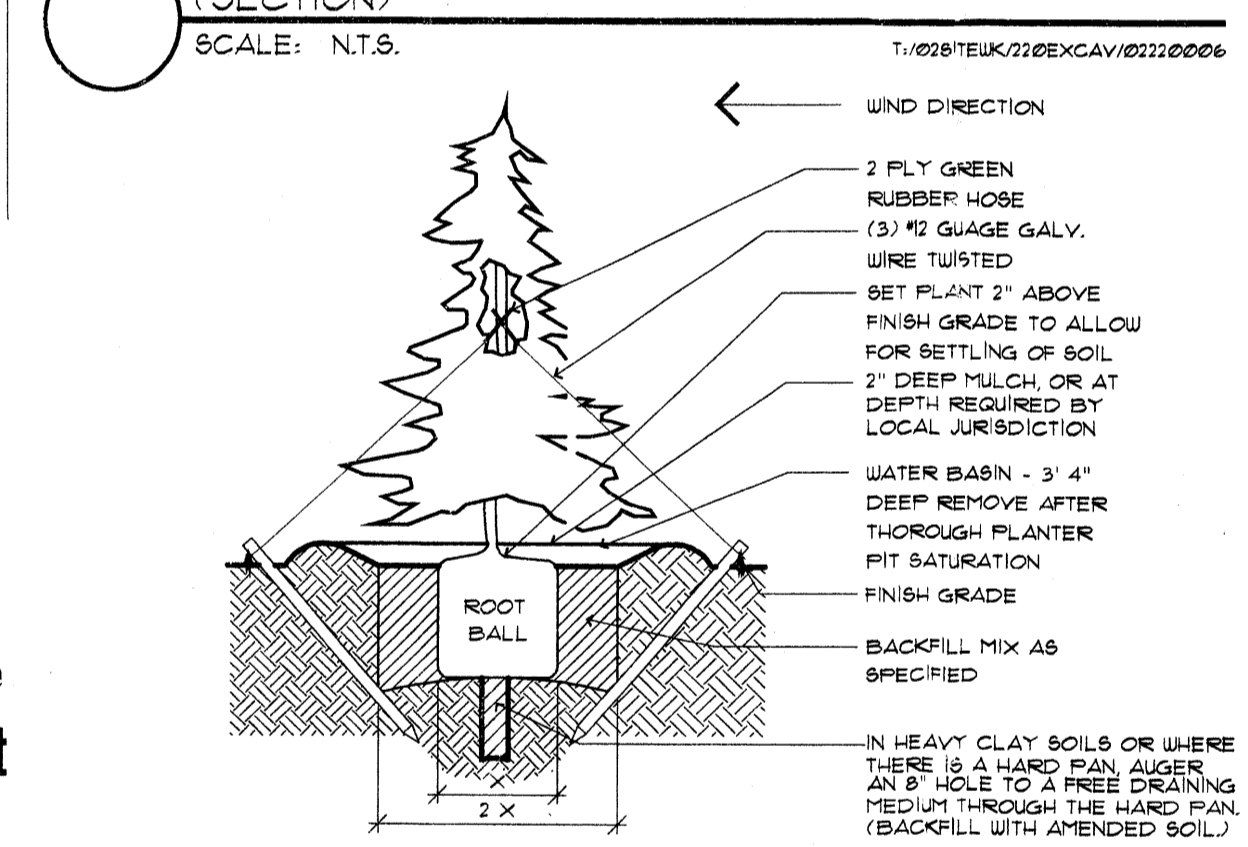 (SECTION)
SCALE: N.T.S.
T:/02SITEWK/220EXCAV/02220006
WIND DIRECTION
2 PLY GREEN
RUBBER HOSE
(3) #12 GUAGE GALV.
WIRE TWISTED
SET PLANT 2" ABOVE
FINISH GRADE TO ALLOW
FOR SETTLING OF SOIL
2" DEEP MULCH, OR AT
DEPTH REQUIRED BY
LOCAL JURISDICTION
WATER BASIN - 3' 4"
DEEP REMOVE AFTER
THOROUGH PLANTER
PIT SATURATION
FINISH GRADE
ROOT
BALL
BACKFILL MIX AS
SPECIFIED
IN HEAVY CLAY SOILS OR WHERE
THERE IS A HARD PAN, AUGER
AN 8" HOLE TO A FREE DRAINING
MEDIUM THROUGH THE HARD PAN.
(BACKFILL WITH AMENDED SOIL.)
X
2 X